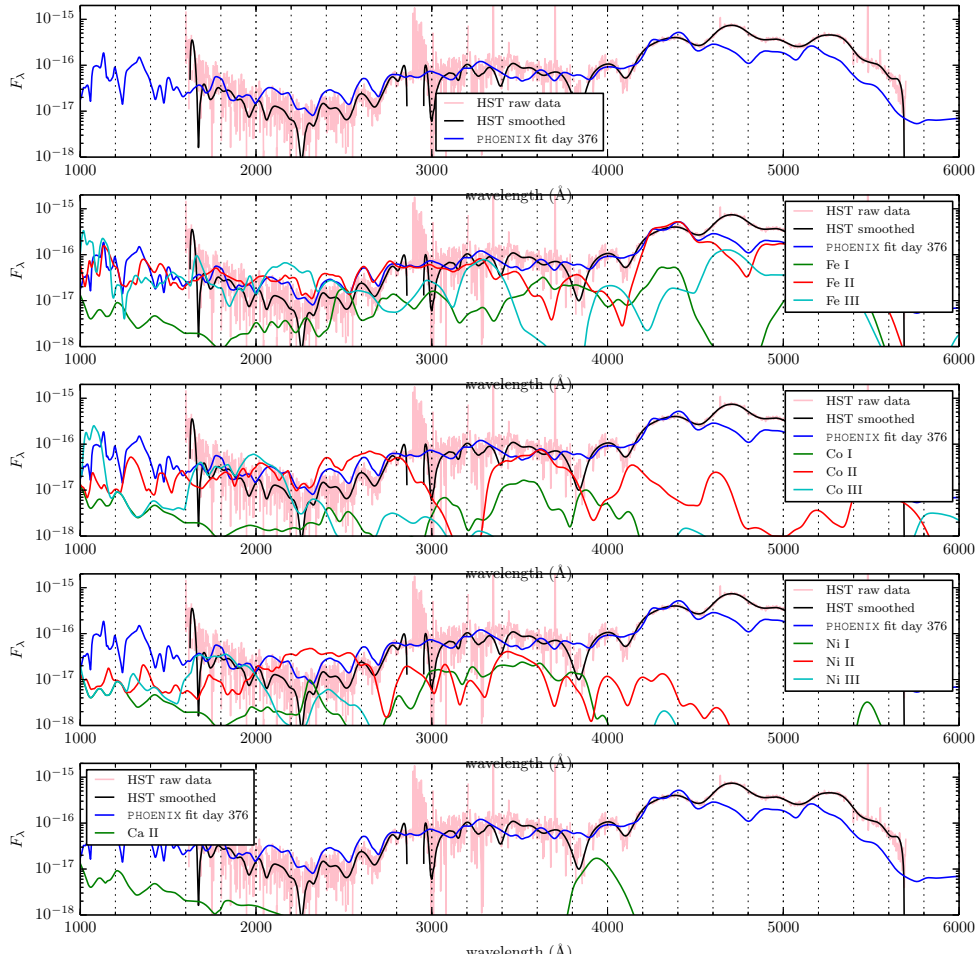 10⁻¹⁵
10⁻¹⁶
10⁻¹⁷
10⁻¹⁸
F_λ
HST raw data
HST smoothed
PHOENIX fit day 376
1000 2000 3000 4000 5000 6000
wavelength (Å)
10⁻¹⁵
10⁻¹⁶
10⁻¹⁷
10⁻¹⁸
F_λ
HST raw data
HST smoothed
PHOENIX fit day 376
Fe I
Fe II
Fe III
1000 2000 3000 4000 5000 6000
wavelength (Å)
10⁻¹⁵
10⁻¹⁶
10⁻¹⁷
10⁻¹⁸
F_λ
HST raw data
HST smoothed
PHOENIX fit day 376
Co I
Co II
Co III
1000 2000 3000 4000 5000 6000
wavelength (Å)
10⁻¹⁵
10⁻¹⁶
10⁻¹⁷
10⁻¹⁸
F_λ
HST raw data
HST smoothed
PHOENIX fit day 376
Ni I
Ni II
Ni III
1000 2000 3000 4000 5000 6000
wavelength (Å)
10⁻¹⁵
10⁻¹⁶
10⁻¹⁷
10⁻¹⁸
F_λ
HST raw data
HST smoothed
PHOENIX fit day 376
Ca II
1000 2000 3000 4000 5000 6000
wavelength (Å)